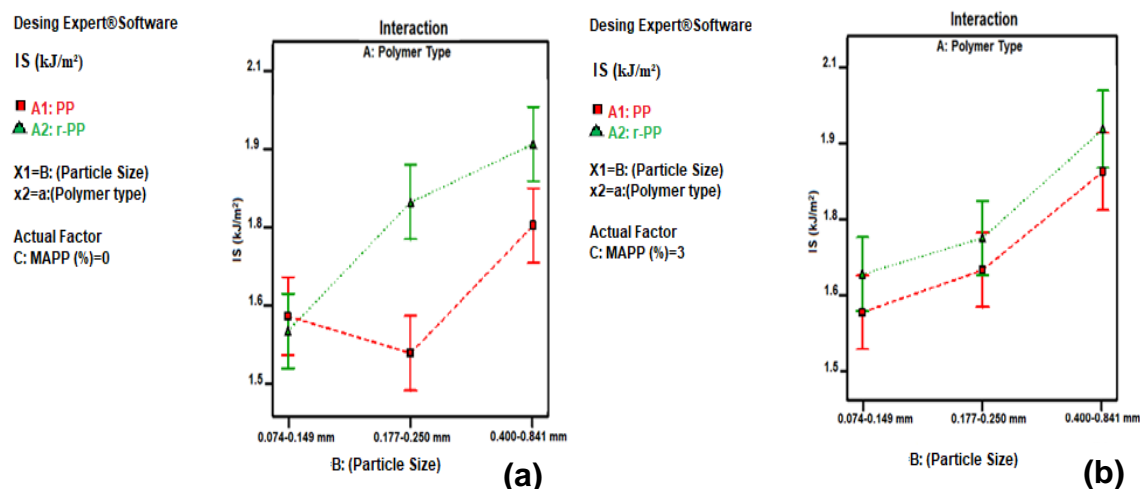 Desing Expert®Software
IS (kJ/m²)
A1: PP
A2: r-PP
X1=B: (Particle Size)
x2=a:(Polymer type)
Actual Factor
C: MAPP (%)=0
Interaction
A: Polymer Type
IS (kJ/m²)
2.1
1.9
1.8
1.6
1.5
0.074-0.149 mm
0.177-0.250 mm
0.400-0.841 mm
B: (Particle Size)
(a)
Desing Expert®Software
IS (kJ/m²)
A1: PP
A2: r-PP
X1=B: (Particle Size)
x2=a:(Polymer type)
Actual Factor
C: MAPP (%)=3
Interaction
A: Polymer Type
IS (kJ/m²)
2.1
1.9
1.8
1.6
1.5
0.074-0.149 mm
0.177-0.250 mm
0.400-0.841 mm
B: (Particle Size)
(b)